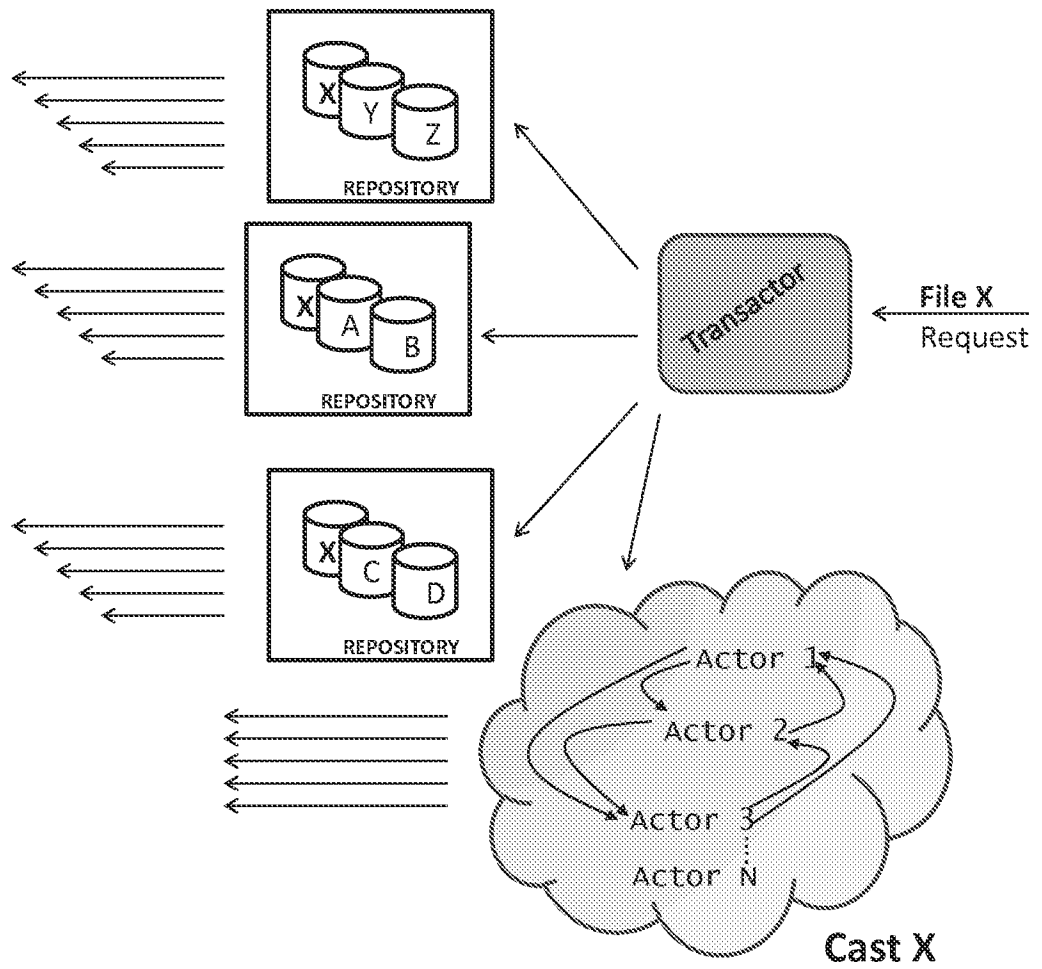 X
Y
Z
REPOSITORY
X
A
B
REPOSITORY
Transactor
File X
Request
X
C
D
REPOSITORY
Actor 1
Actor 2
Actor 3
Actor N
Cast X